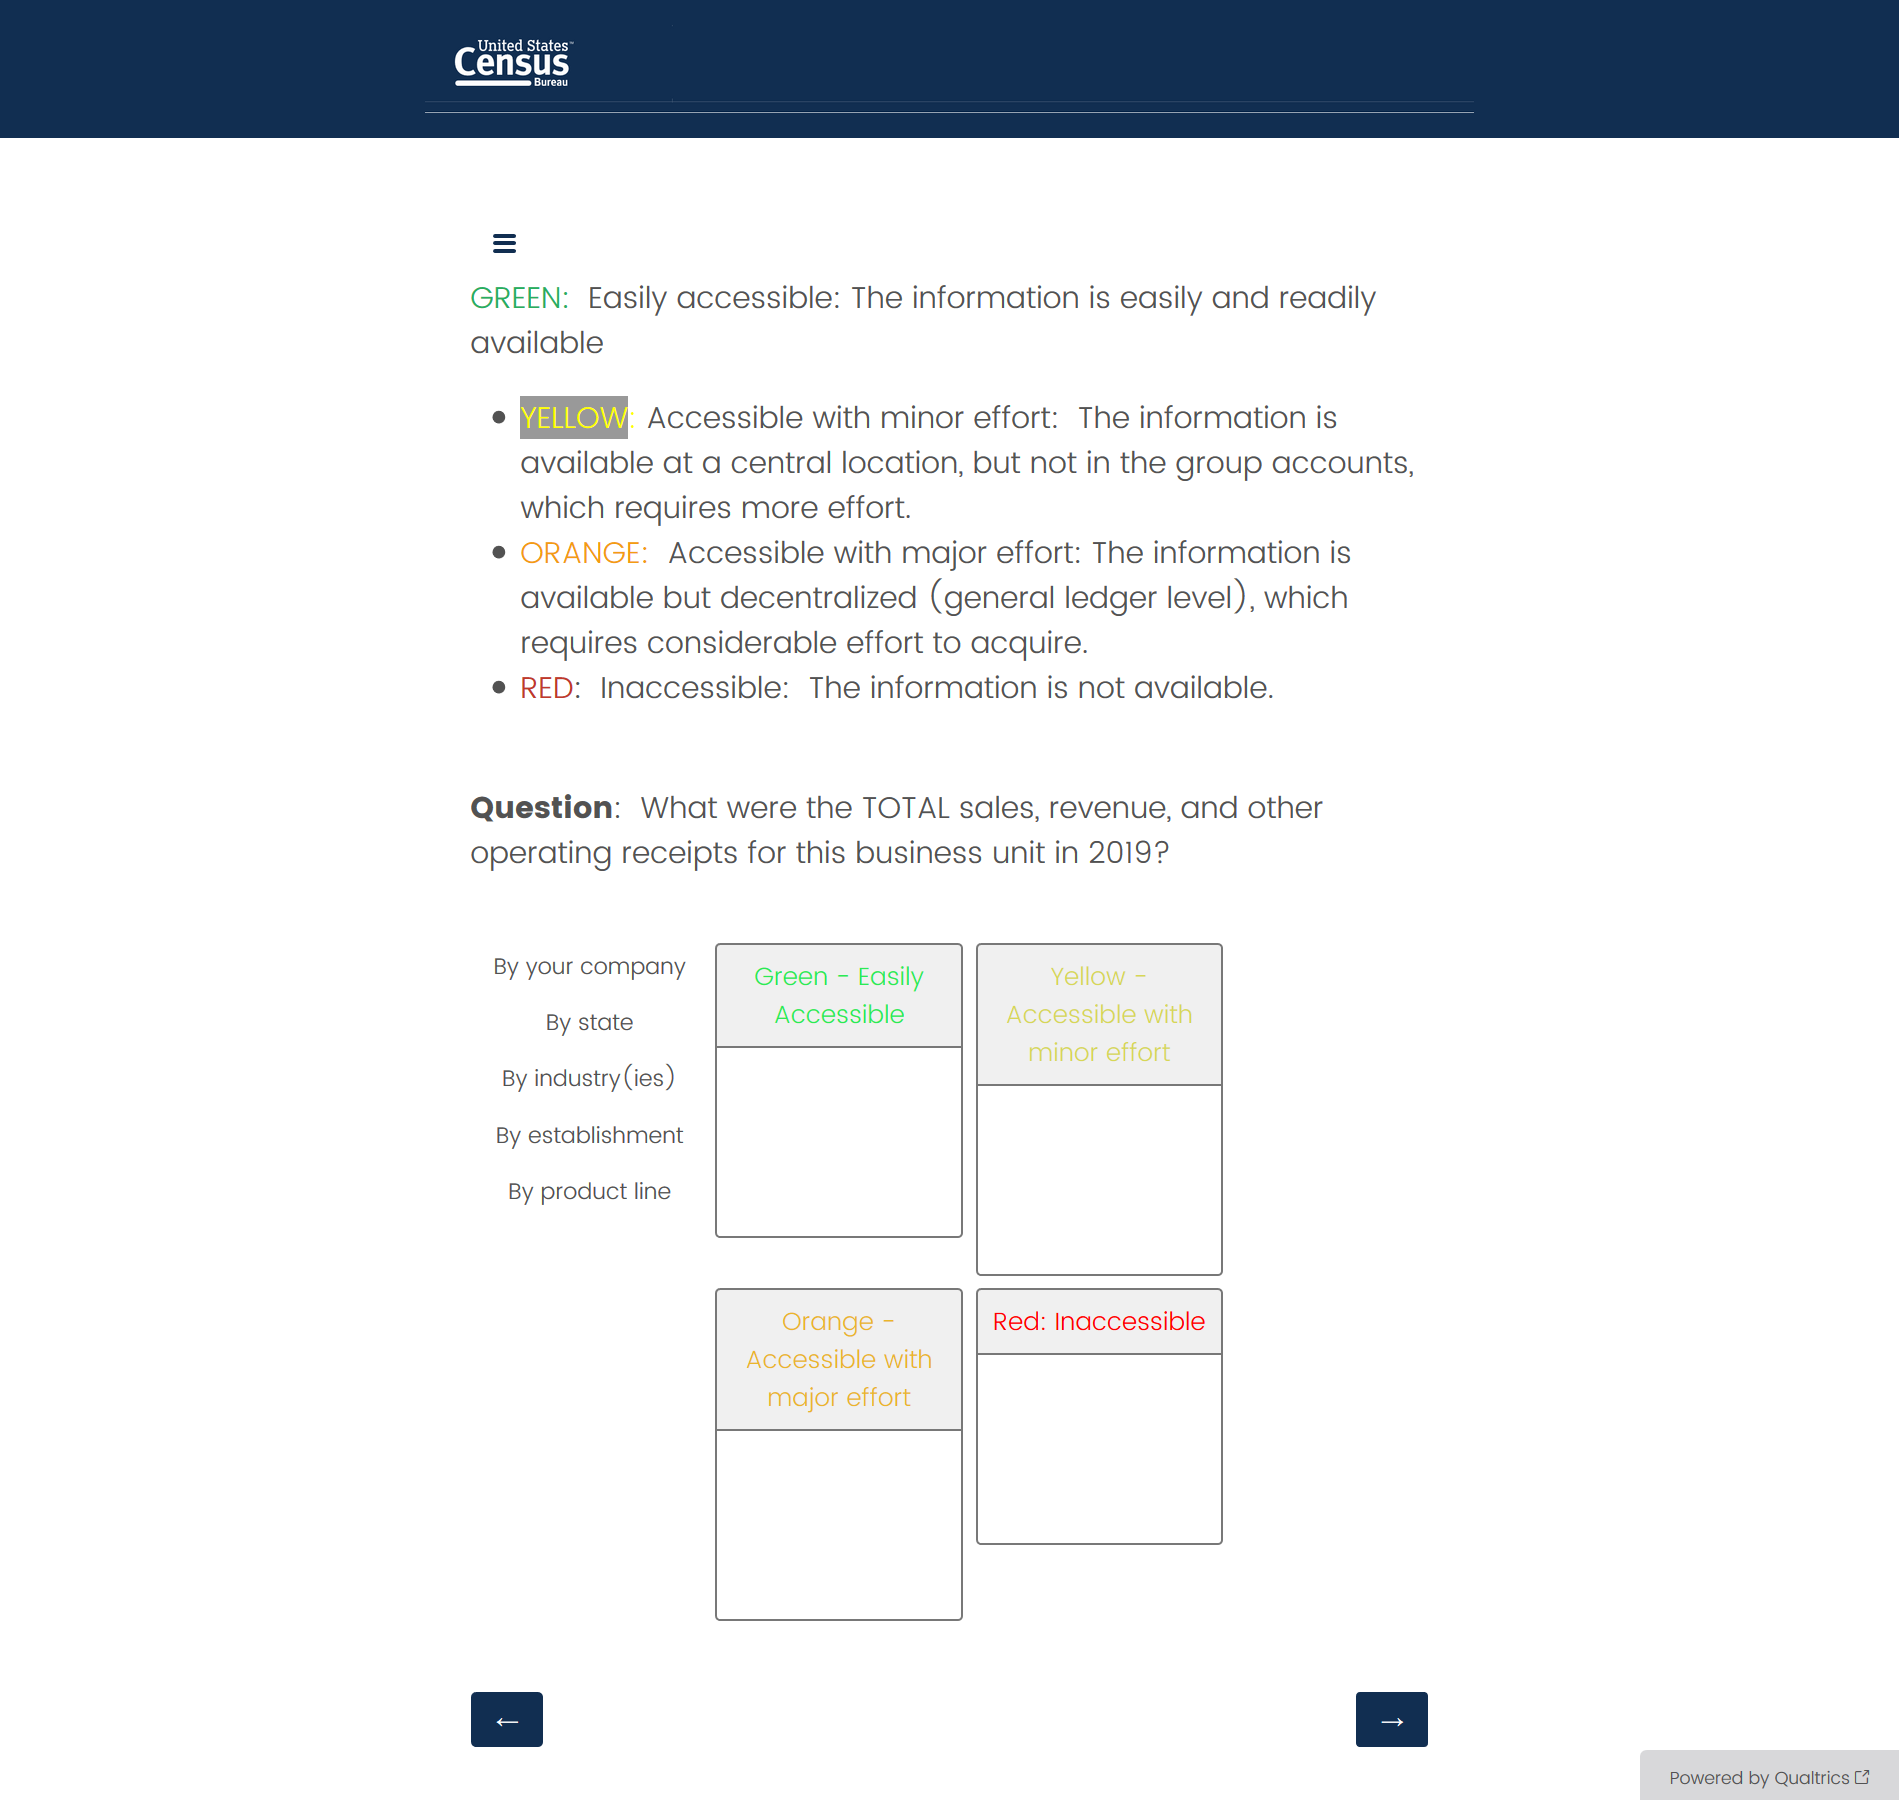 United States™
Census
Bureau
GREEN: Easily accessible: The information is easily and readily
available
● YELLOW: Accessible with minor effort: The information is
available at a central location, but not in the group accounts,
which requires more effort.
● ORANGE: Accessible with major effort: The information is
available but decentralized (general ledger level), which
requires considerable effort to acquire.
● RED: Inaccessible: The information is not available.
Question: What were the TOTAL sales, revenue, and other
operating receipts for this business unit in 2019?
By your company
By state
By industry(ies)
By establishment
By product line
Green - Easily
Accessible
Yellow -
Accessible with
minor effort
Orange -
Accessible with
major effort
Red: Inaccessible
←
→
Powered by Qualtrics